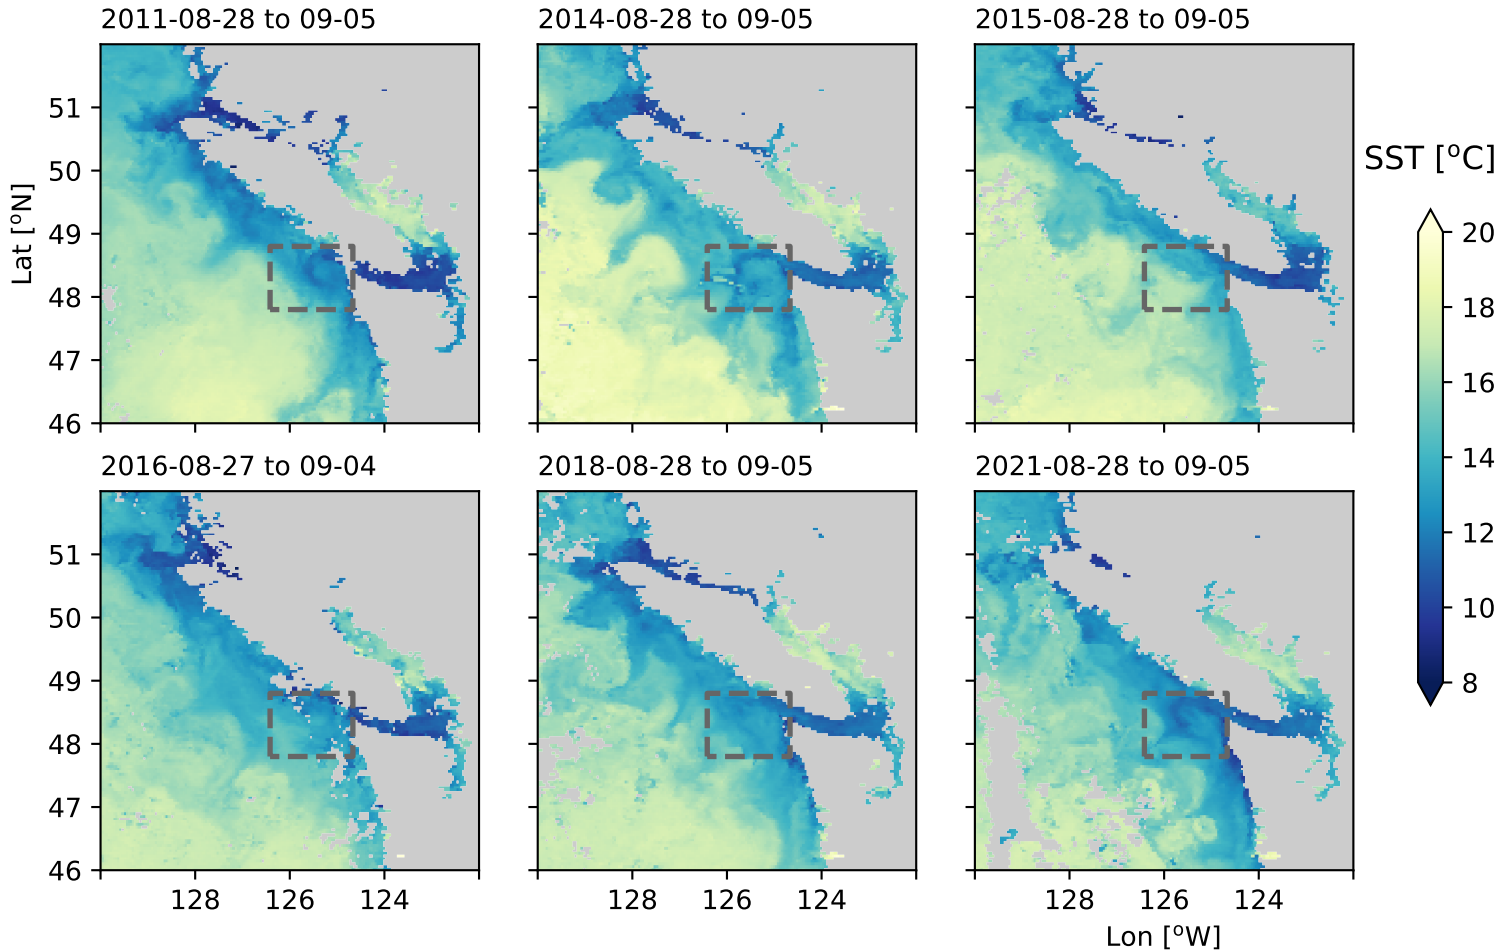 2011-08-28 to 09-05
2014-08-28 to 09-05
2015-08-28 to 09-05
51
50
49
48
47
46
Lat [°N]
SST [°C]
20
18
16
14
12
10
8
2016-08-27 to 09-04
2018-08-28 to 09-05
2021-08-28 to 09-05
51
50
49
48
47
46
128 126 124
128 126 124
128 126 124
Lon [°W]